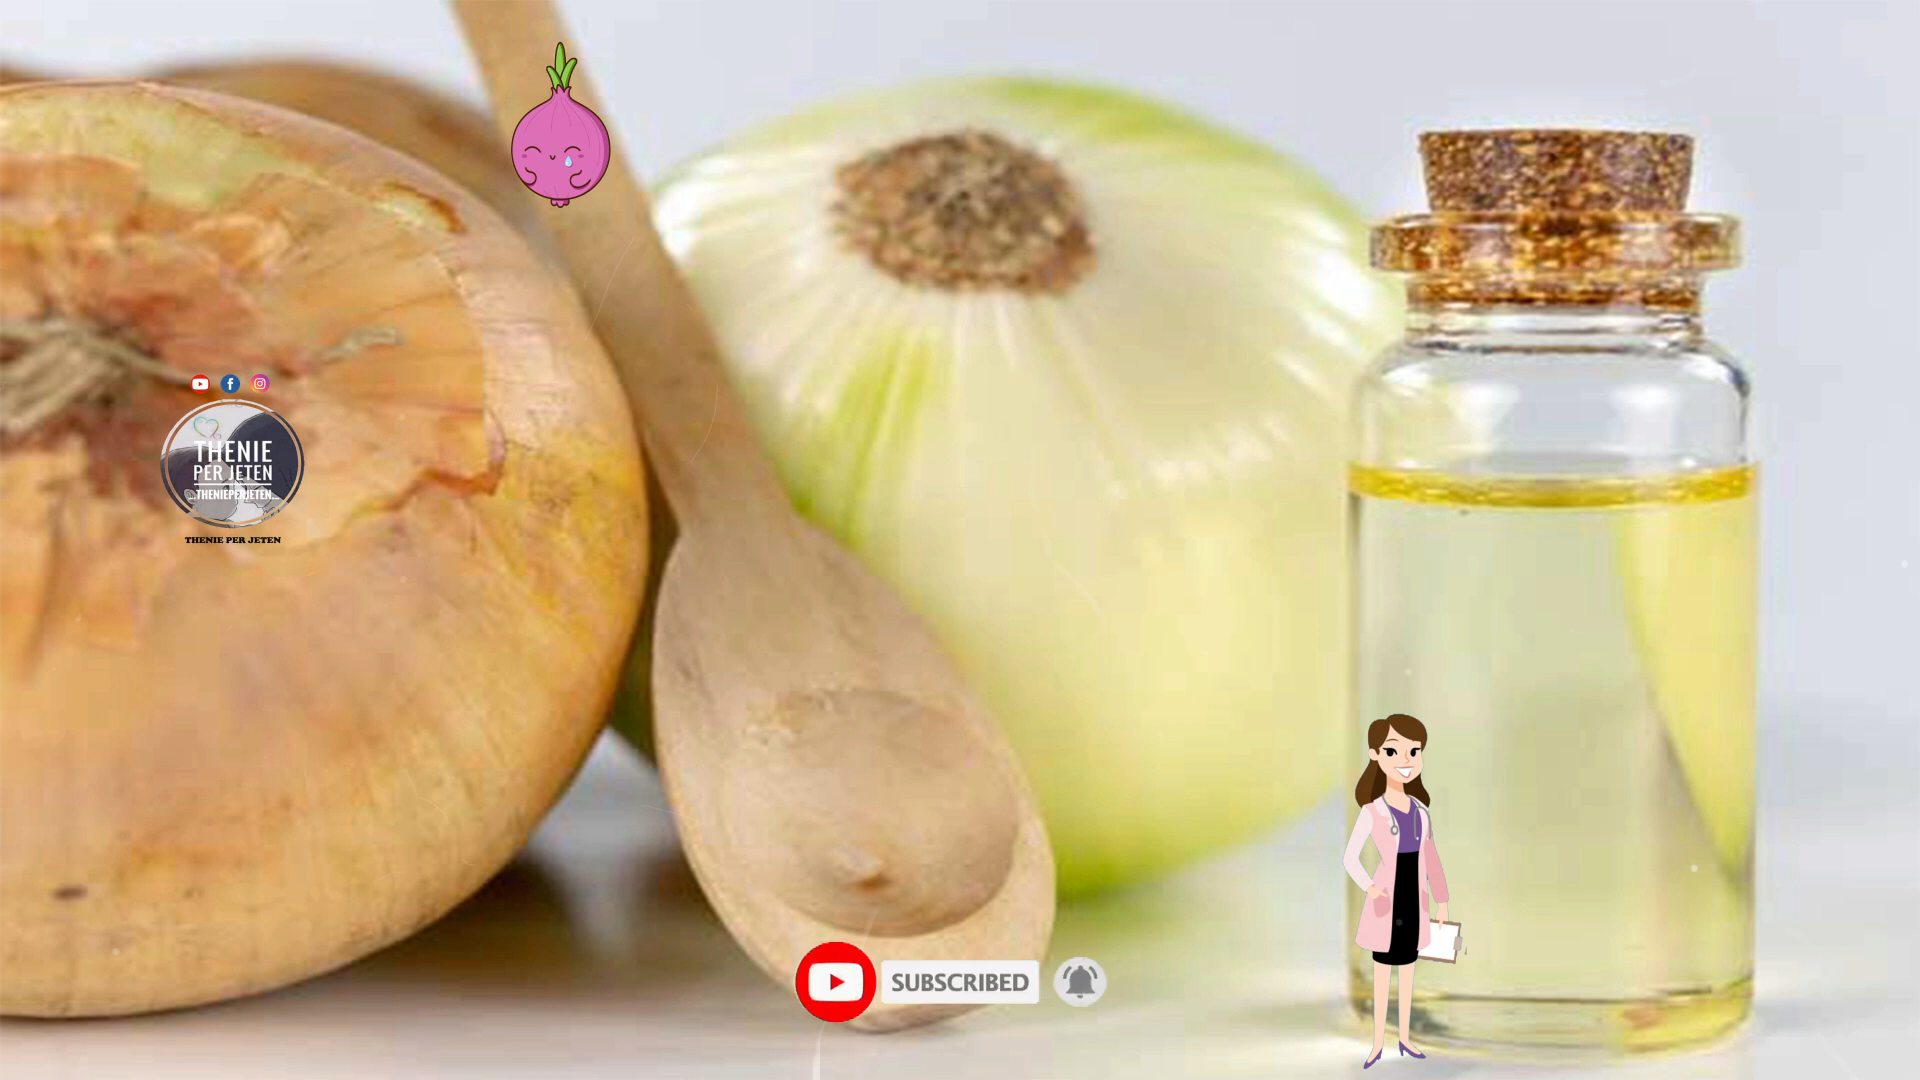 THENIE
PER JETEN
...THENIEPERJETEN...
THENIE PER JETEN
SUBSCRIBED